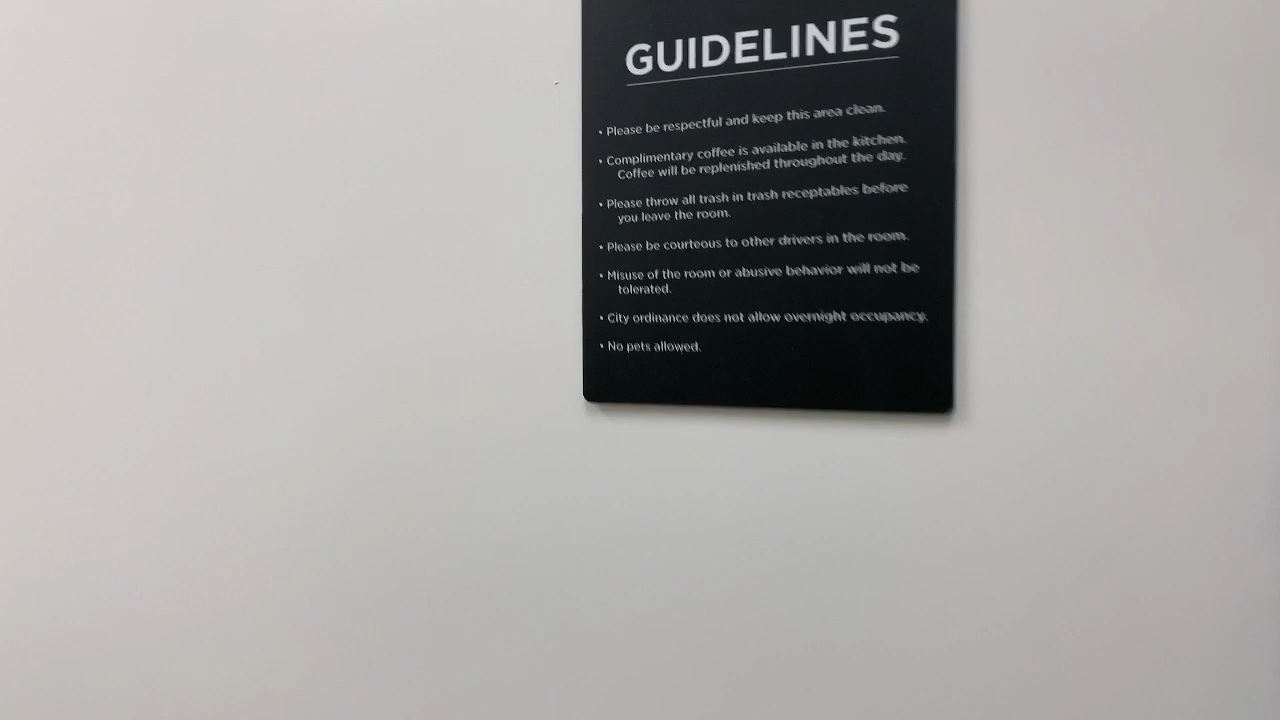 GUIDELINES
• Please be respectful and keep this area clean.
• Complimentary coffee is available in the kitchen.
Coffee will be replenished throughout the day.
• Please throw all trash in trash receptables before
you leave the room.
• Please be courteous to other drivers in the room.
• Misuse of the room or abusive behavior will not be
tolerated.
• City ordinance does not allow overnight occupancy.
• No pets allowed.